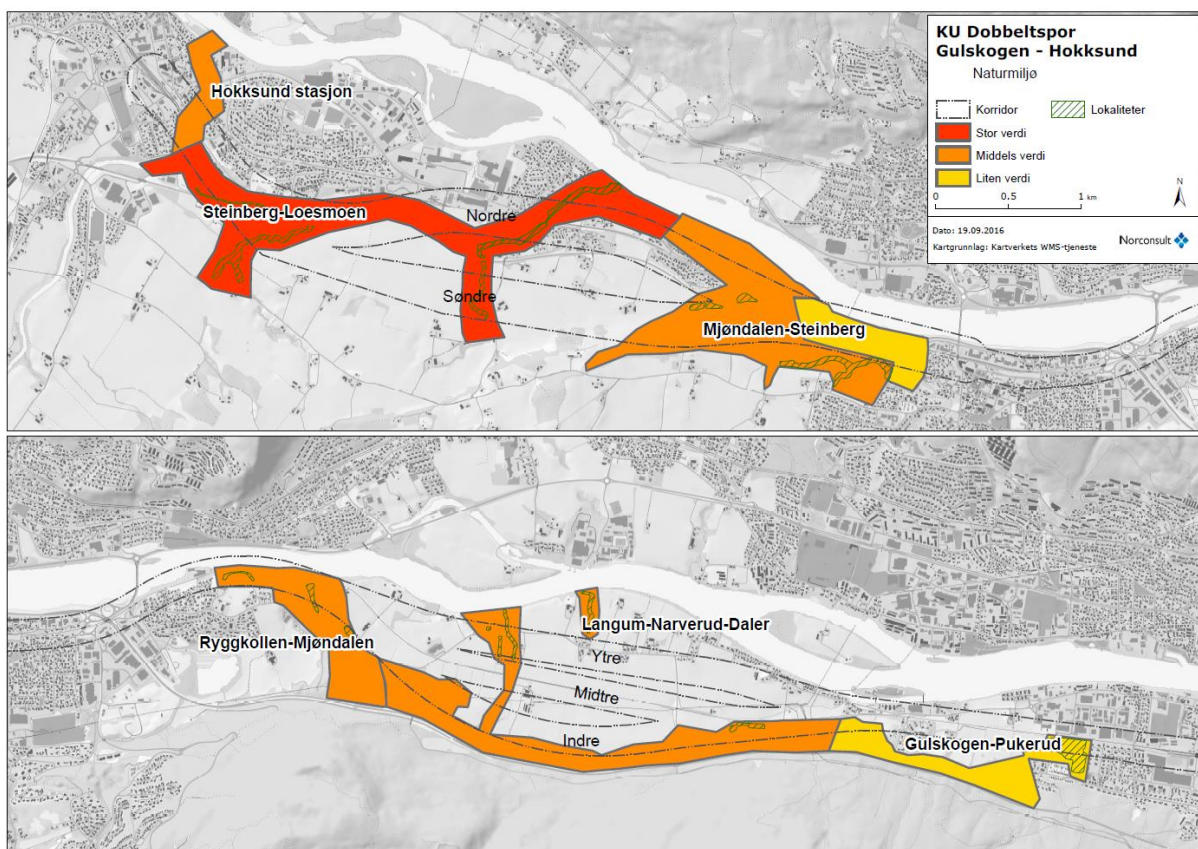 KU Dobbeltspor
Gulskogen - Hokksund
Naturmiljø
Korridor
Lokaliteter
Stor verdi
Middels verdi
Liten verdi
0 0,5 1 km
N
Dato: 19.09.2016
Kartgrunnlag: Kartverkets WMS-tjeneste
Norconsult
Hokksund stasjon
Steinberg-Loesmoen
Nordre
Søndre
Mjøndalen-Steinberg
Ryggkollen-Mjøndalen
Langum-Narverud-Daler
Ytre
Midtre
Indre
Gulskogen-Pukerud